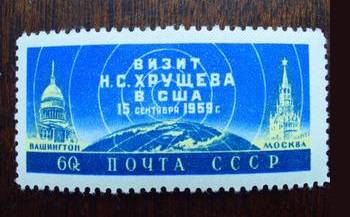 ВИЗИТ
Н.С. ХРУЩЕВА
В США
15 СЕНТЯБРЯ 1959 г.
ВАШИНГТОН
МОСКВА
60к ПОЧТА СССР